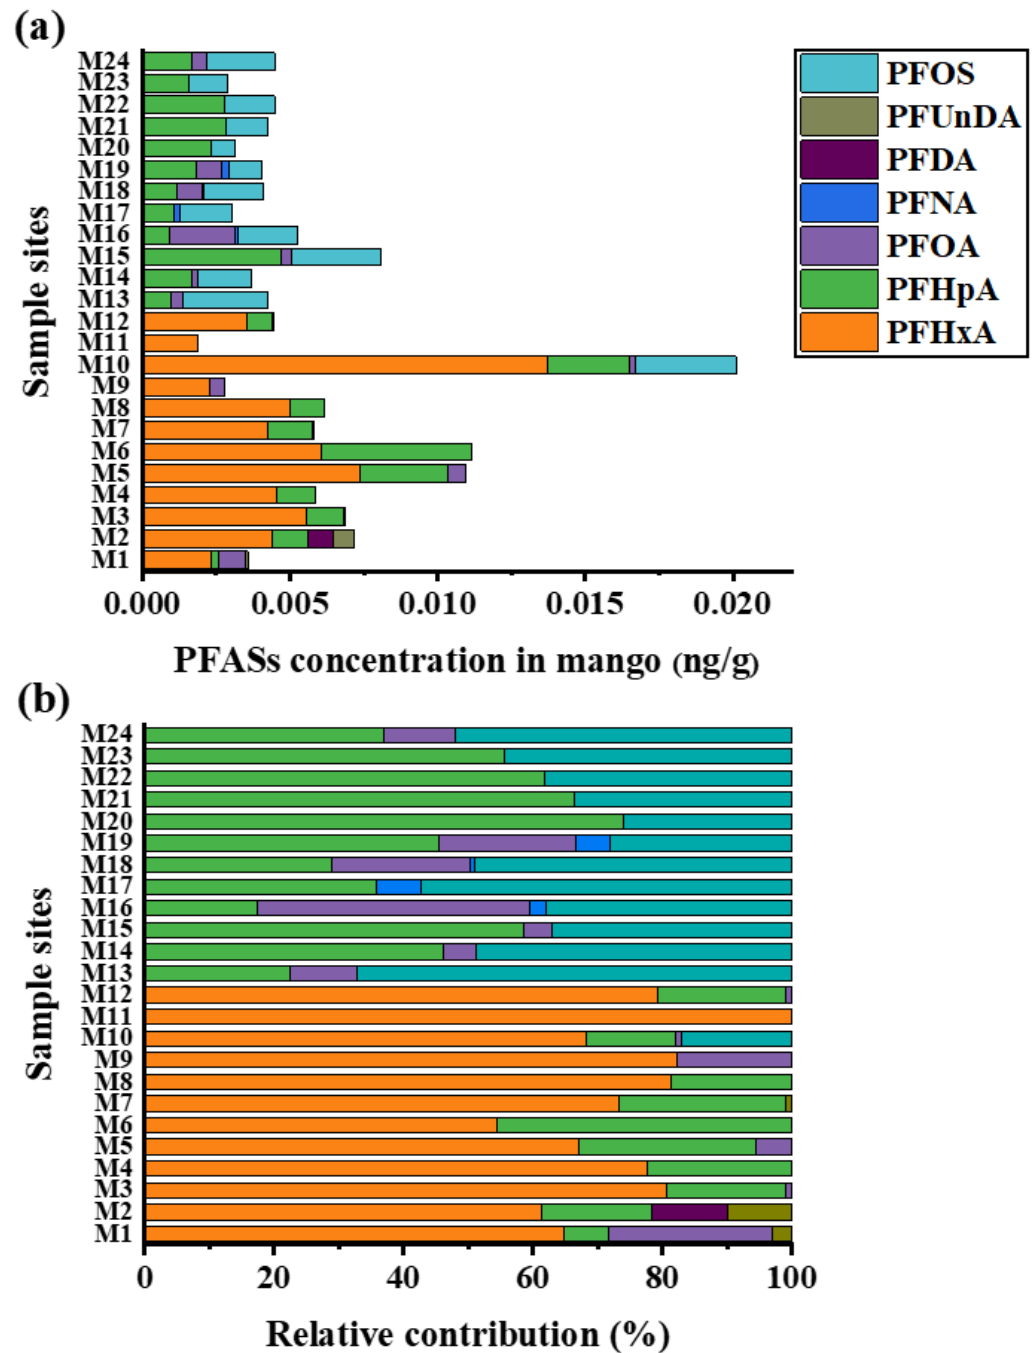 (a)
M24
M23
M22
M21
M20
M19
M18
M17
M16
M15
M14
M13
M12
M11
M10
M9
M8
M7
M6
M5
M4
M3
M2
M1
Sample sites
0.000 0.005 0.010 0.015 0.020
PFASs concentration in mango (ng/g)
PFOS
PFUnDA
PFDA
PFNA
PFOA
PFHpA
PFHxA
(b)
M24
M23
M22
M21
M20
M19
M18
M17
M16
M15
M14
M13
M12
M11
M10
M9
M8
M7
M6
M5
M4
M3
M2
M1
Sample sites
0 20 40 60 80 100
Relative contribution (%)